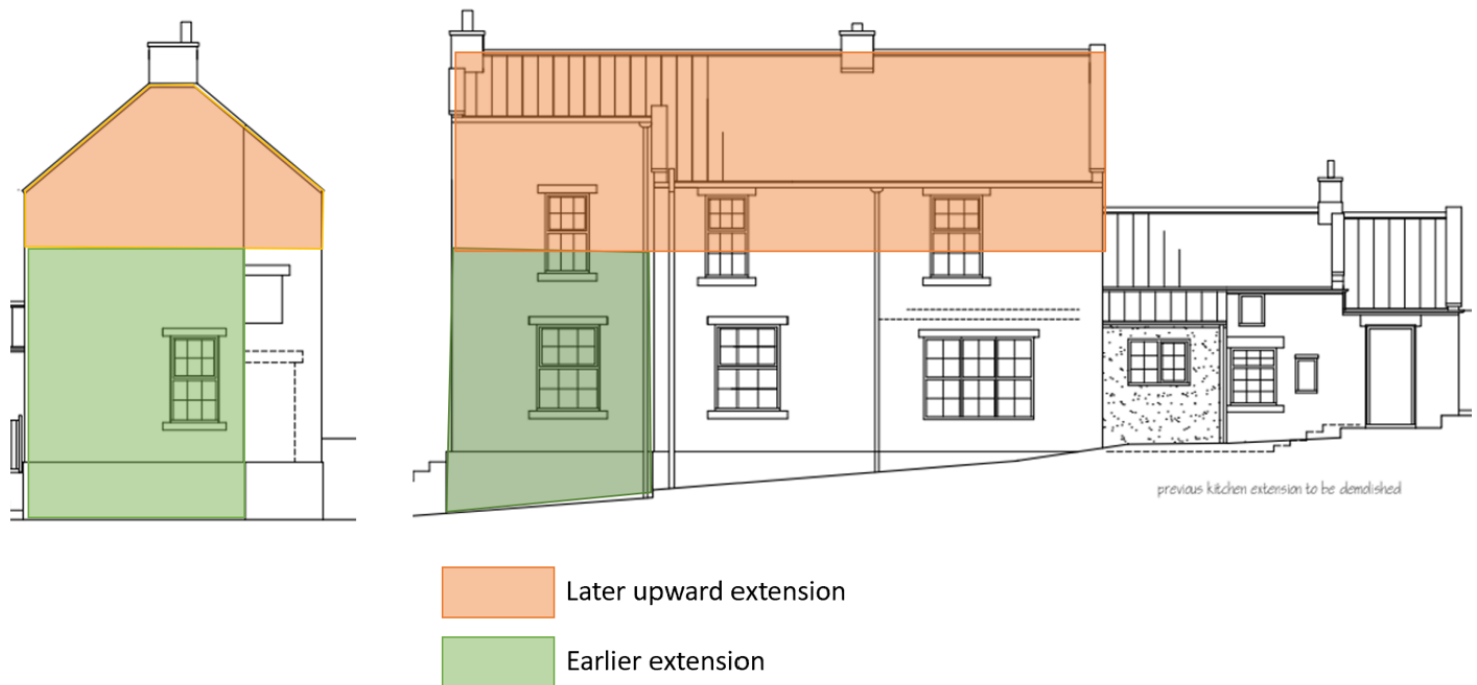 previous kitchen extension to be demolished
Later upward extension
Earlier extension